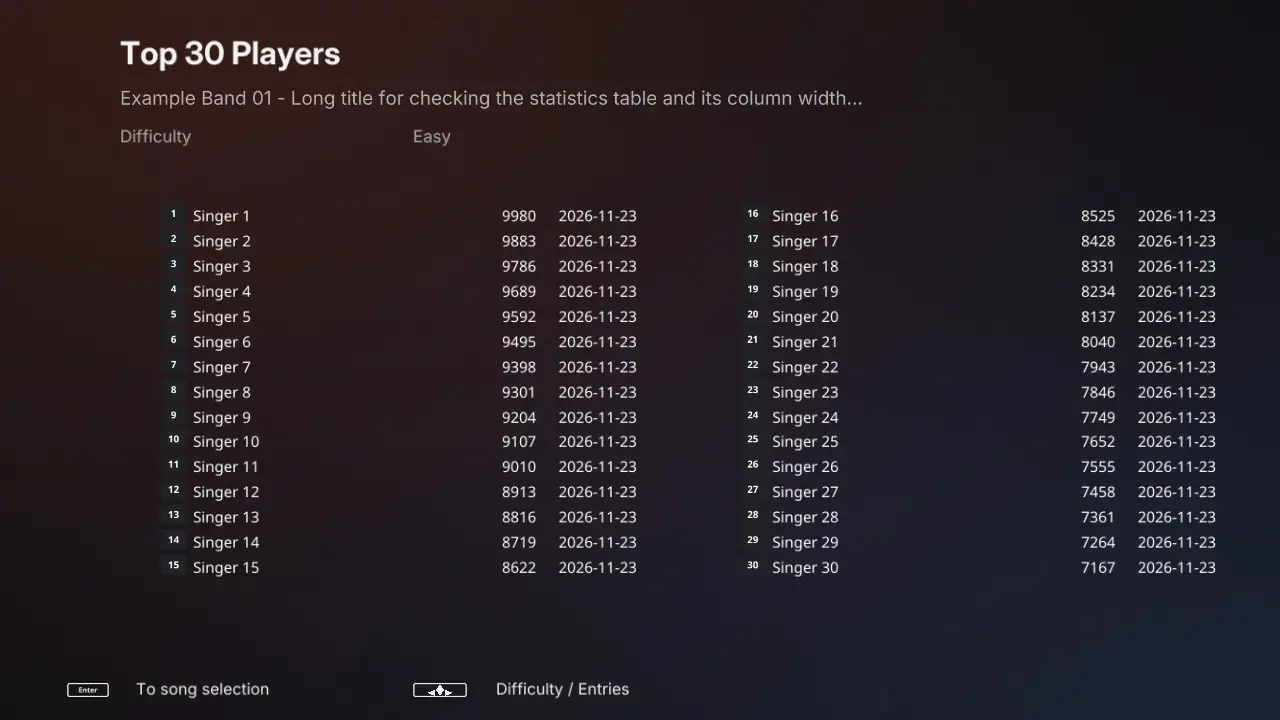 Top 30 Players
Example Band 01 - Long title for checking the statistics table and its column width...
Difficulty Easy
1 Singer 1 9980 2026-11-23
2 Singer 2 9883 2026-11-23
3 Singer 3 9786 2026-11-23
4 Singer 4 9689 2026-11-23
5 Singer 5 9592 2026-11-23
6 Singer 6 9495 2026-11-23
7 Singer 7 9398 2026-11-23
8 Singer 8 9301 2026-11-23
9 Singer 9 9204 2026-11-23
10 Singer 10 9107 2026-11-23
11 Singer 11 9010 2026-11-23
12 Singer 12 8913 2026-11-23
13 Singer 13 8816 2026-11-23
14 Singer 14 8719 2026-11-23
15 Singer 15 8622 2026-11-23
16 Singer 16 8525 2026-11-23
17 Singer 17 8428 2026-11-23
18 Singer 18 8331 2026-11-23
19 Singer 19 8234 2026-11-23
20 Singer 20 8137 2026-11-23
21 Singer 21 8040 2026-11-23
22 Singer 22 7943 2026-11-23
23 Singer 23 7846 2026-11-23
24 Singer 24 7749 2026-11-23
25 Singer 25 7652 2026-11-23
26 Singer 26 7555 2026-11-23
27 Singer 27 7458 2026-11-23
28 Singer 28 7361 2026-11-23
29 Singer 29 7264 2026-11-23
30 Singer 30 7167 2026-11-23
Enter To song selection Difficulty / Entries